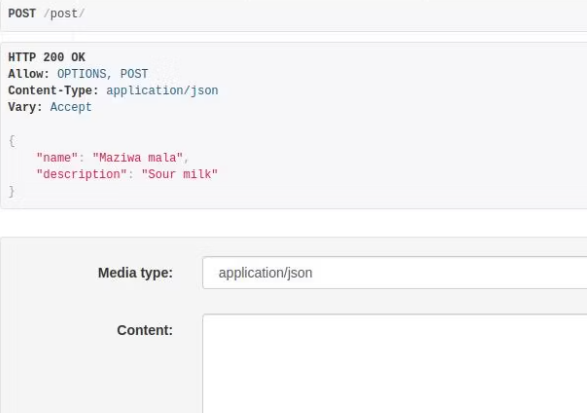 POST /post/
HTTP 200 OK
Allow: OPTIONS, POST
Content-Type: application/json
Vary: Accept
{
    "name": "Maziwa mala",
    "description": "Sour milk"
}
Media type: application/json
Content: